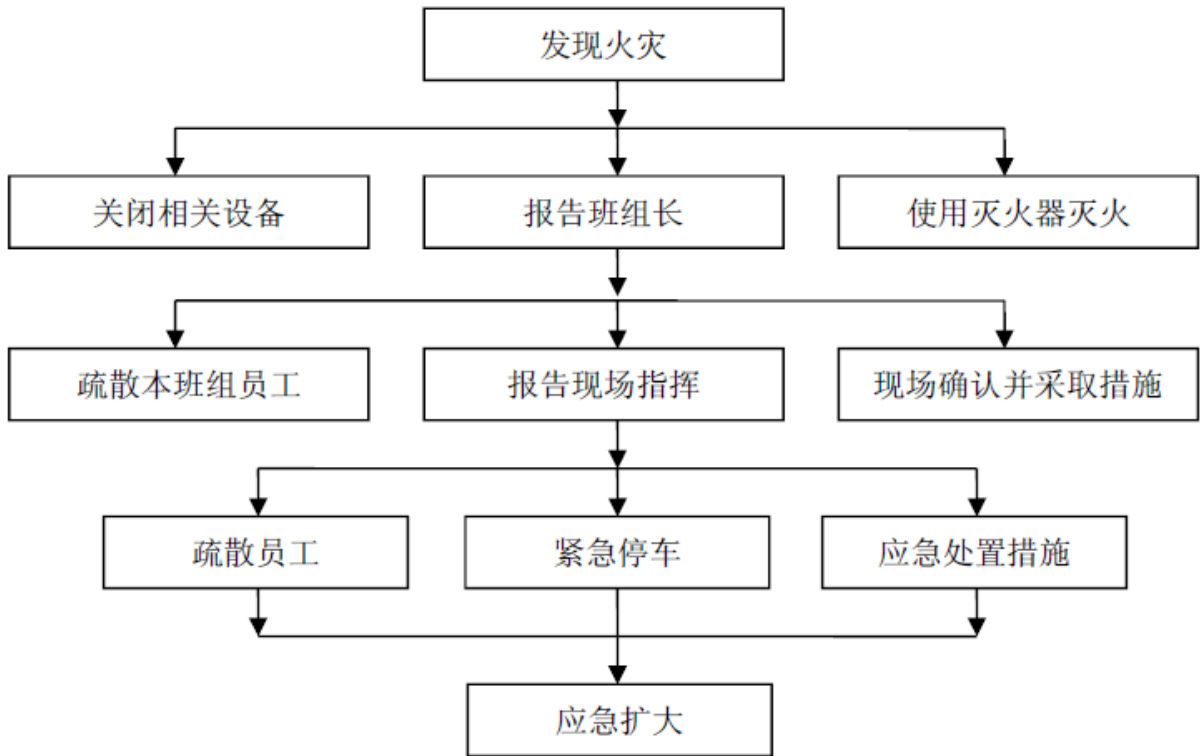 发现火灾
关闭相关设备
报告班组长
使用灭火器灭火
疏散本班组员工
报告现场指挥
现场确认并采取措施
疏散员工
紧急停车
应急处置措施
应急扩大